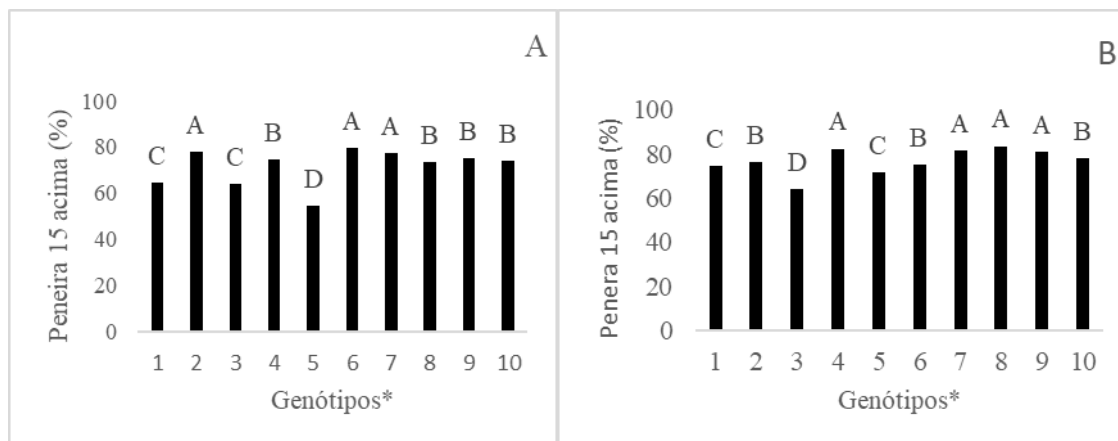 A
Peneira 15 acima (%)
100
80
60
40
20
0
C A C B D A A B B B
1 2 3 4 5 6 7 8 9 10
Genótipos*
B
Penera 15 acima (%)
100
80
60
40
20
0
C B D A C B A A A B
1 2 3 4 5 6 7 8 9 10
Genótipos*